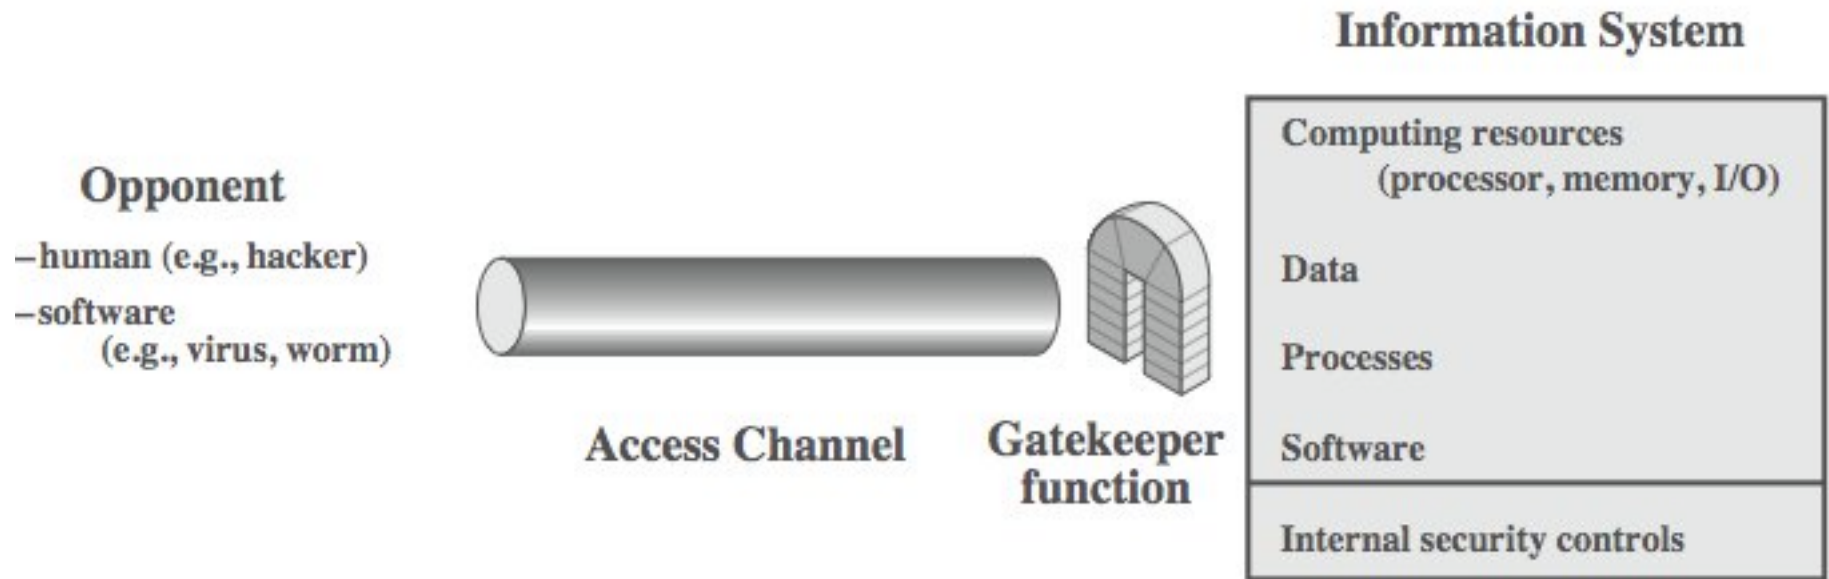 Information System
Opponent
–human (e.g., hacker)
–software
(e.g., virus, worm)
Access Channel
Gatekeeper
function
Computing resources
(processor, memory, I/O)
Data
Processes
Software
Internal security controls